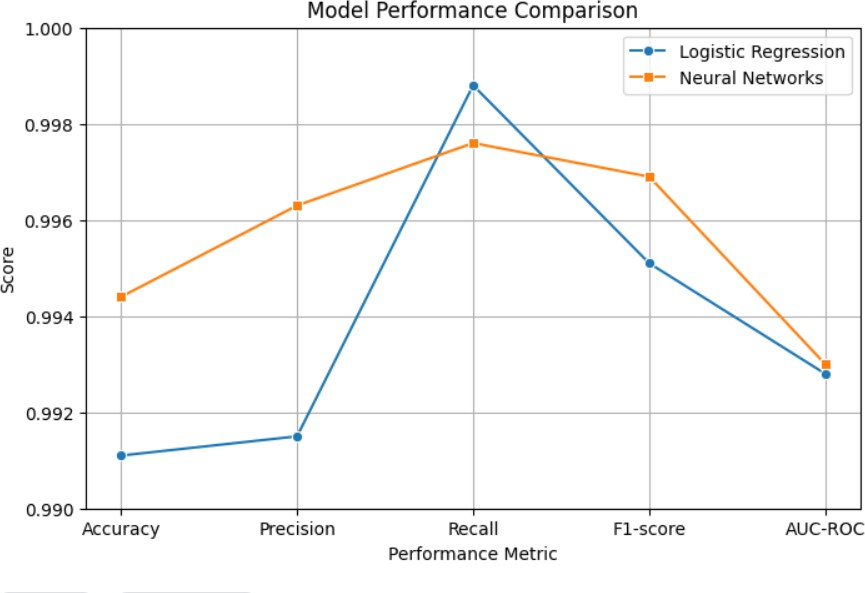 Model Performance Comparison
1.000
0.998
0.996
0.994
0.992
0.990
Score
Logistic Regression
Neural Networks
Accuracy Precision Recall F1-score AUC-ROC
Performance Metric